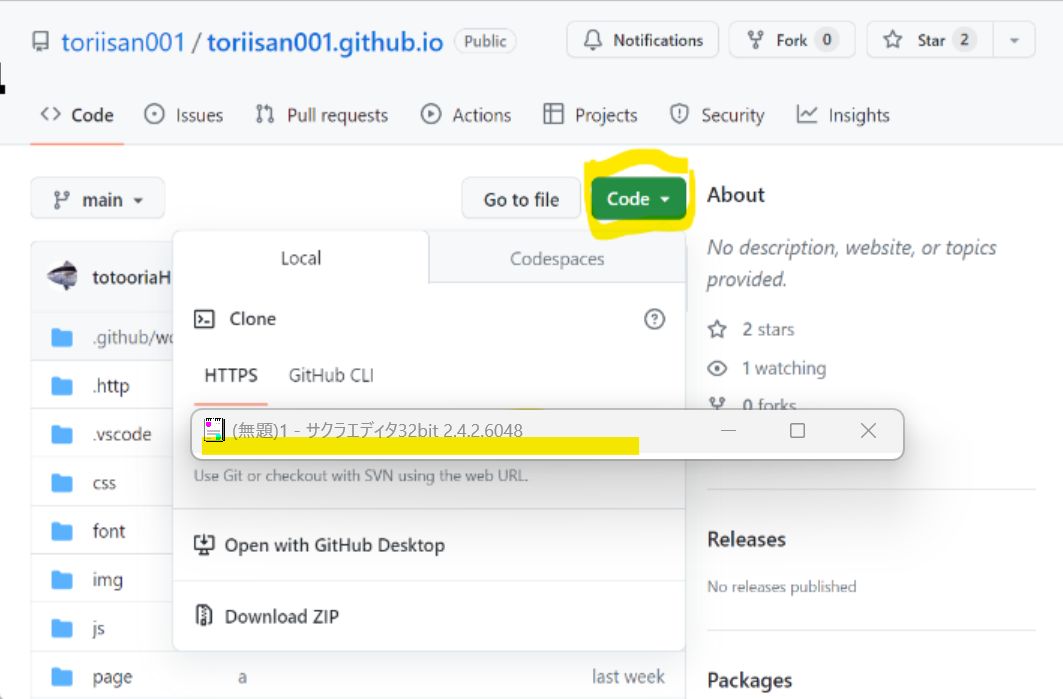 toriisan001 / toriisan001.github.io Public
Notifications
Fork 0
Star 2
Code
Issues
Pull requests
Actions
Projects
Security
Insights
main
Go to file
Code
Local
Codespaces
Clone
HTTPS
GitHub CLI
(無題)1 - サクラエディタ32bit 2.4.2.6048
Use Git or checkout with SVN using the web URL.
Open with GitHub Desktop
Download ZIP
totooriaH
.github/wo
.http
.vscode
css
font
img
js
page a last week
About
No description, website, or topics
provided.
2 stars
1 watching
0 forks
Releases
No releases published
Packages